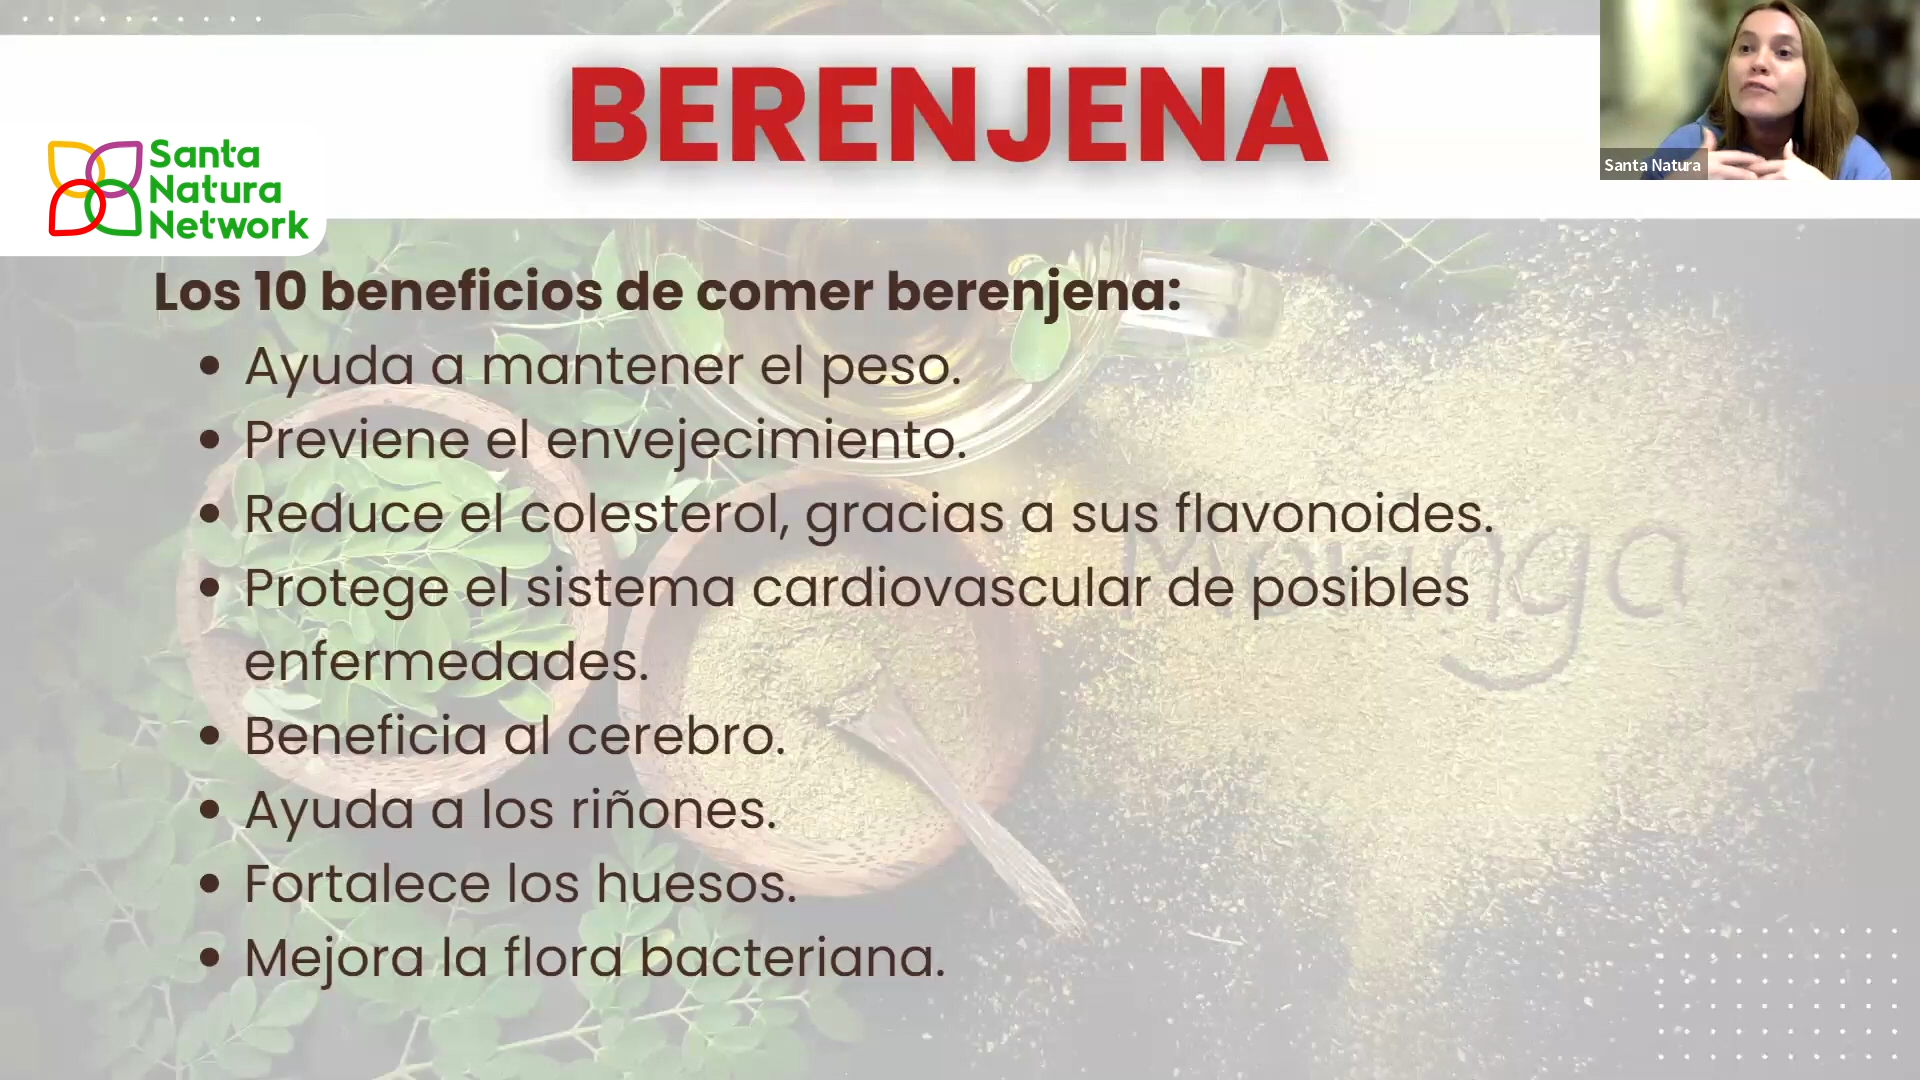 BERENJENA
Santa
Natura
Network
Santa Natura
Los 10 beneficios de comer berenjena:
• Ayuda a mantener el peso.
• Previene el envejecimiento.
• Reduce el colesterol, gracias a sus flavonoides.
• Protege el sistema cardiovascular de posibles
enfermedades.
• Beneficia al cerebro.
• Ayuda a los riñones.
• Fortalece los huesos.
• Mejora la flora bacteriana.
Moringa